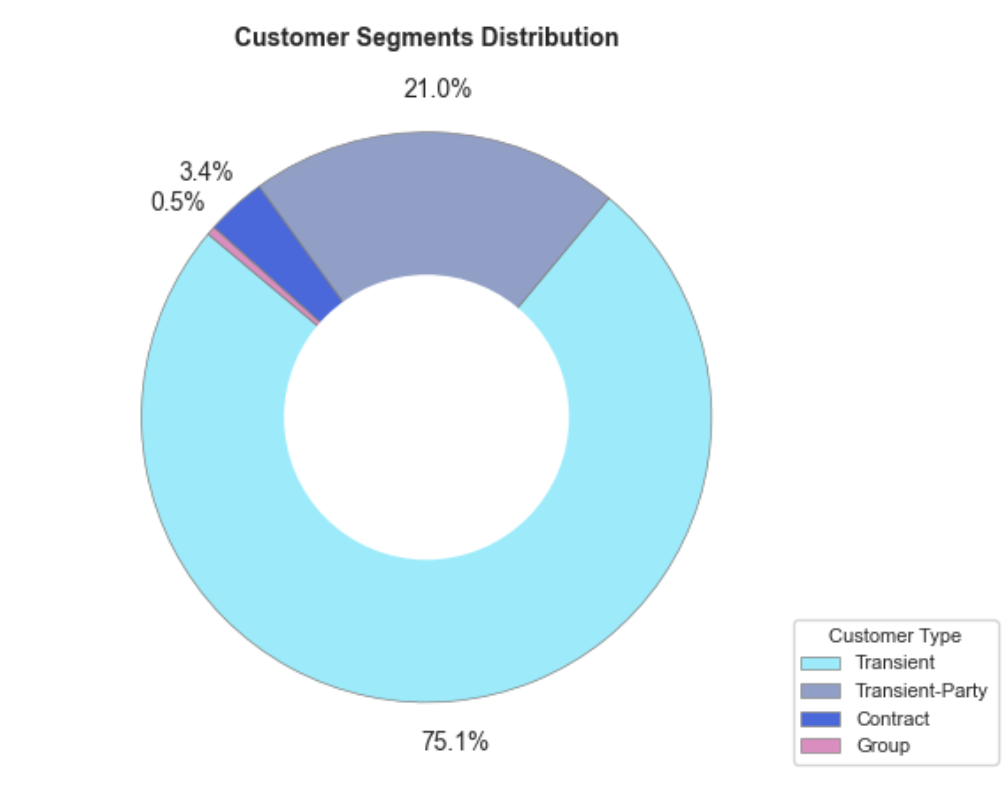 Customer Segments Distribution
21.0%
3.4%
0.5%
75.1%
Customer Type
Transient
Transient-Party
Contract
Group